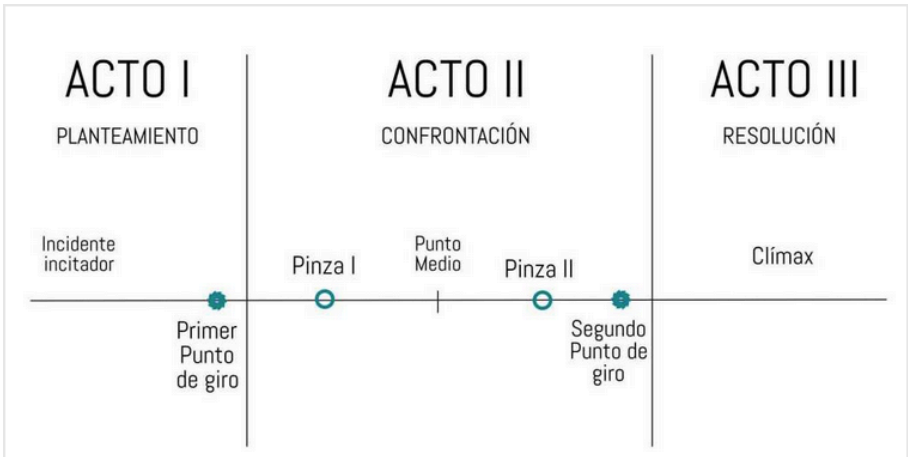 ACTO I
PLANTEAMIENTO
Incidente
incitador
Primer
Punto
de giro
ACTO II
CONFRONTACIÓN
Pinza I
Punto
Medio
Pinza II
Segundo
Punto de
giro
ACTO III
RESOLUCIÓN
Clímax